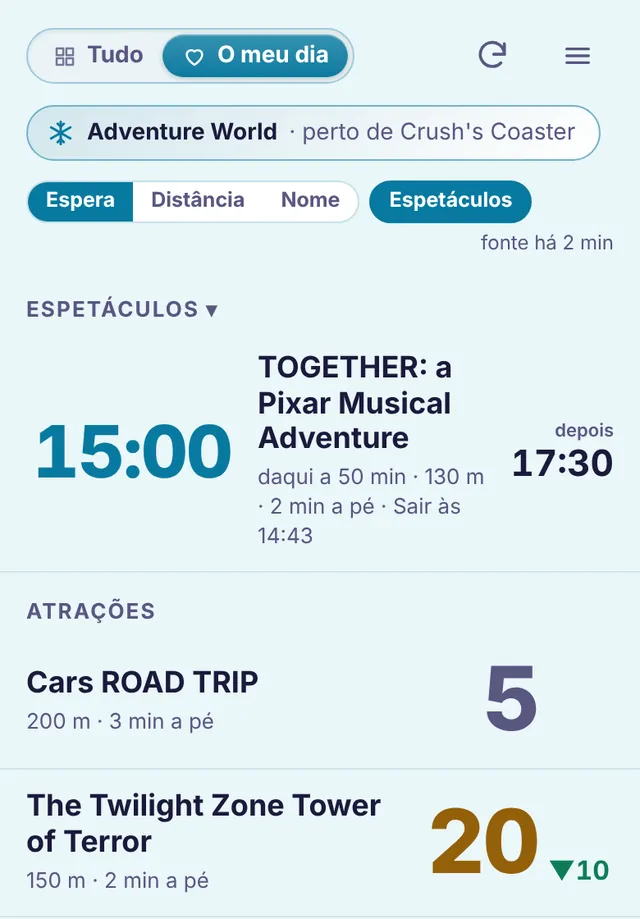 Tudo
O meu dia
Adventure World · perto de Crush's Coaster
Espera Distância Nome Espetáculos
fonte há 2 min
ESPETÁCULOS ▼
15:00
TOGETHER: a
Pixar Musical
Adventure
daqui a 50 min · 130 m
· 2 min a pé · Sair às
14:43
depois
17:30
ATRAÇÕES
Cars ROAD TRIP
200 m · 3 min a pé
5
The Twilight Zone Tower
of Terror
150 m · 2 min a pé
20 ▼10